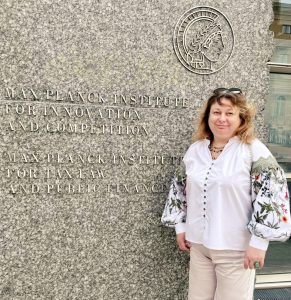 MAX PLANCK INSTITUTE
FOR INNOVATION
AND COMPETITION
MAX PLANCK INSTITUTE
FOR TAX LAW
AND PUBLIC FINANCE